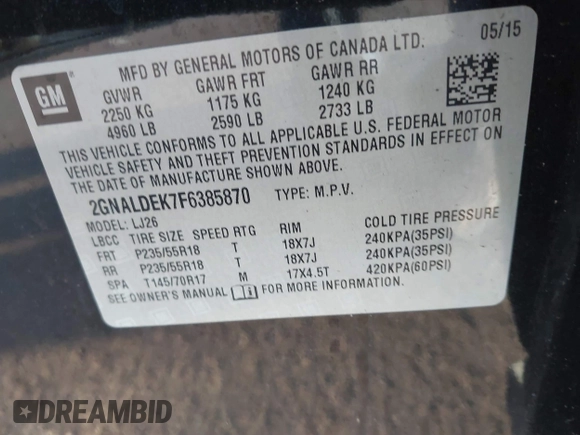 05/15
MFD BY GENERAL MOTORS OF CANADA LTD.
GM
GVWR GAWR FRT GAWR RR
2250 KG 1175 KG 1240 KG
4960 LB 2590 LB 2733 LB
THIS VEHICLE CONFORMS TO ALL APPLICABLE U.S. FEDERAL MOTOR
VEHICLE SAFETY AND THEFT PREVENTION STANDARDS IN EFFECT ON
THE DATE OF MANUFACTURE SHOWN ABOVE.
2GNALDEK7F6385870 TYPE: M.P.V.
MODEL: LJ26
LBCC TIRE SIZE SPEED RTG RIM COLD TIRE PRESSURE
FRT P235/55R18 T 18X7J 240KPA(35PSI)
RR P235/55R18 T 18X7J 240KPA(35PSI)
SPA T145/70R17 M 17X4.5T 420KPA(60PSI)
SEE OWNER'S MANUAL FOR MORE INFORMATION.
DREAMBID